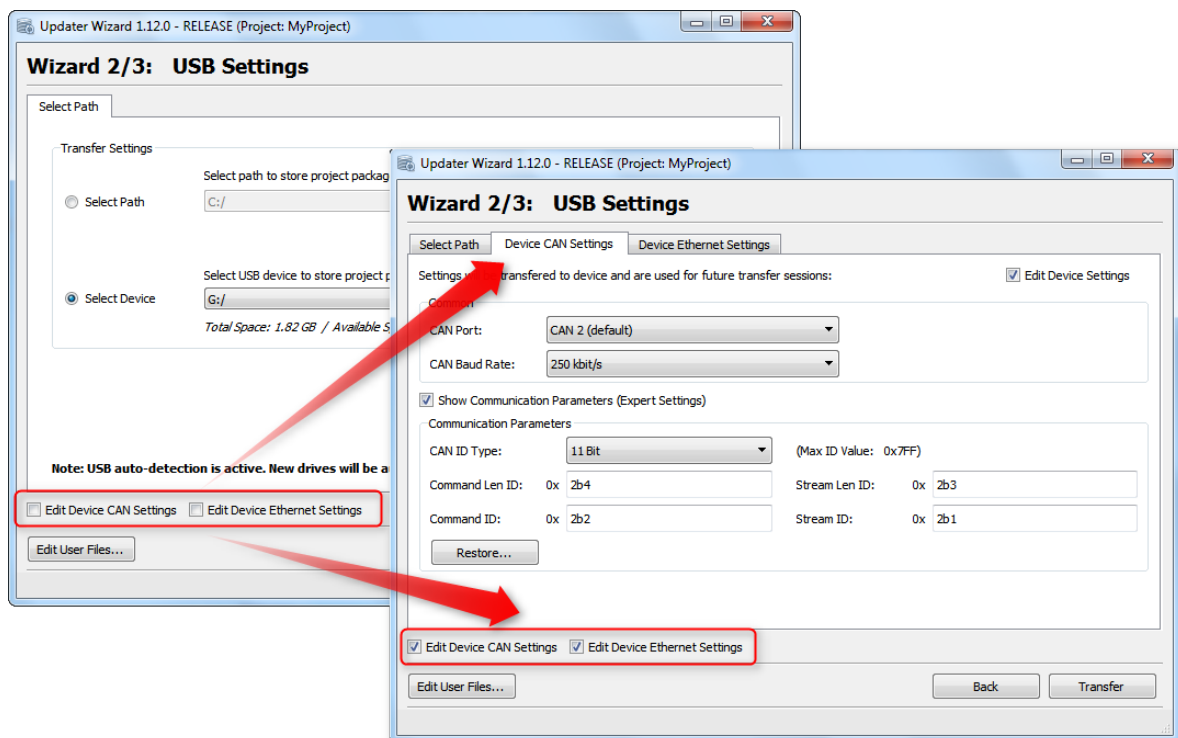 Updater Wizard 1.12.0 - RELEASE (Project: MyProject)
Wizard 2/3: USB Settings
Select Path
Transfer Settings
Select path to store project packag
Select Path
C:/
Select USB device to store project p
Select Device
G:/
Total Space: 1.82 GB / Available S
Note: USB auto-detection is active. New drives will be a
Edit Device CAN Settings Edit Device Ethernet Settings
Edit User Files...
Updater Wizard 1.12.0 - RELEASE (Project: MyProject)
Wizard 2/3: USB Settings
Select Path Device CAN Settings Device Ethernet Settings
Settings be transfered to device and are used for future transfer sessions: Edit Device Settings
Common
CAN Port: CAN 2 (default)
CAN Baud Rate: 250 kbit/s
Show Communication Parameters (Expert Settings)
Communication Parameters
CAN ID Type: 11 Bit (Max ID Value: 0x7FF)
Command Len ID: 0x 2b4 Stream Len ID: 0x 2b3
Command ID: 0x 2b2 Stream ID: 0x 2b1
Restore...
Edit Device CAN Settings Edit Device Ethernet Settings
Edit User Files... Back Transfer